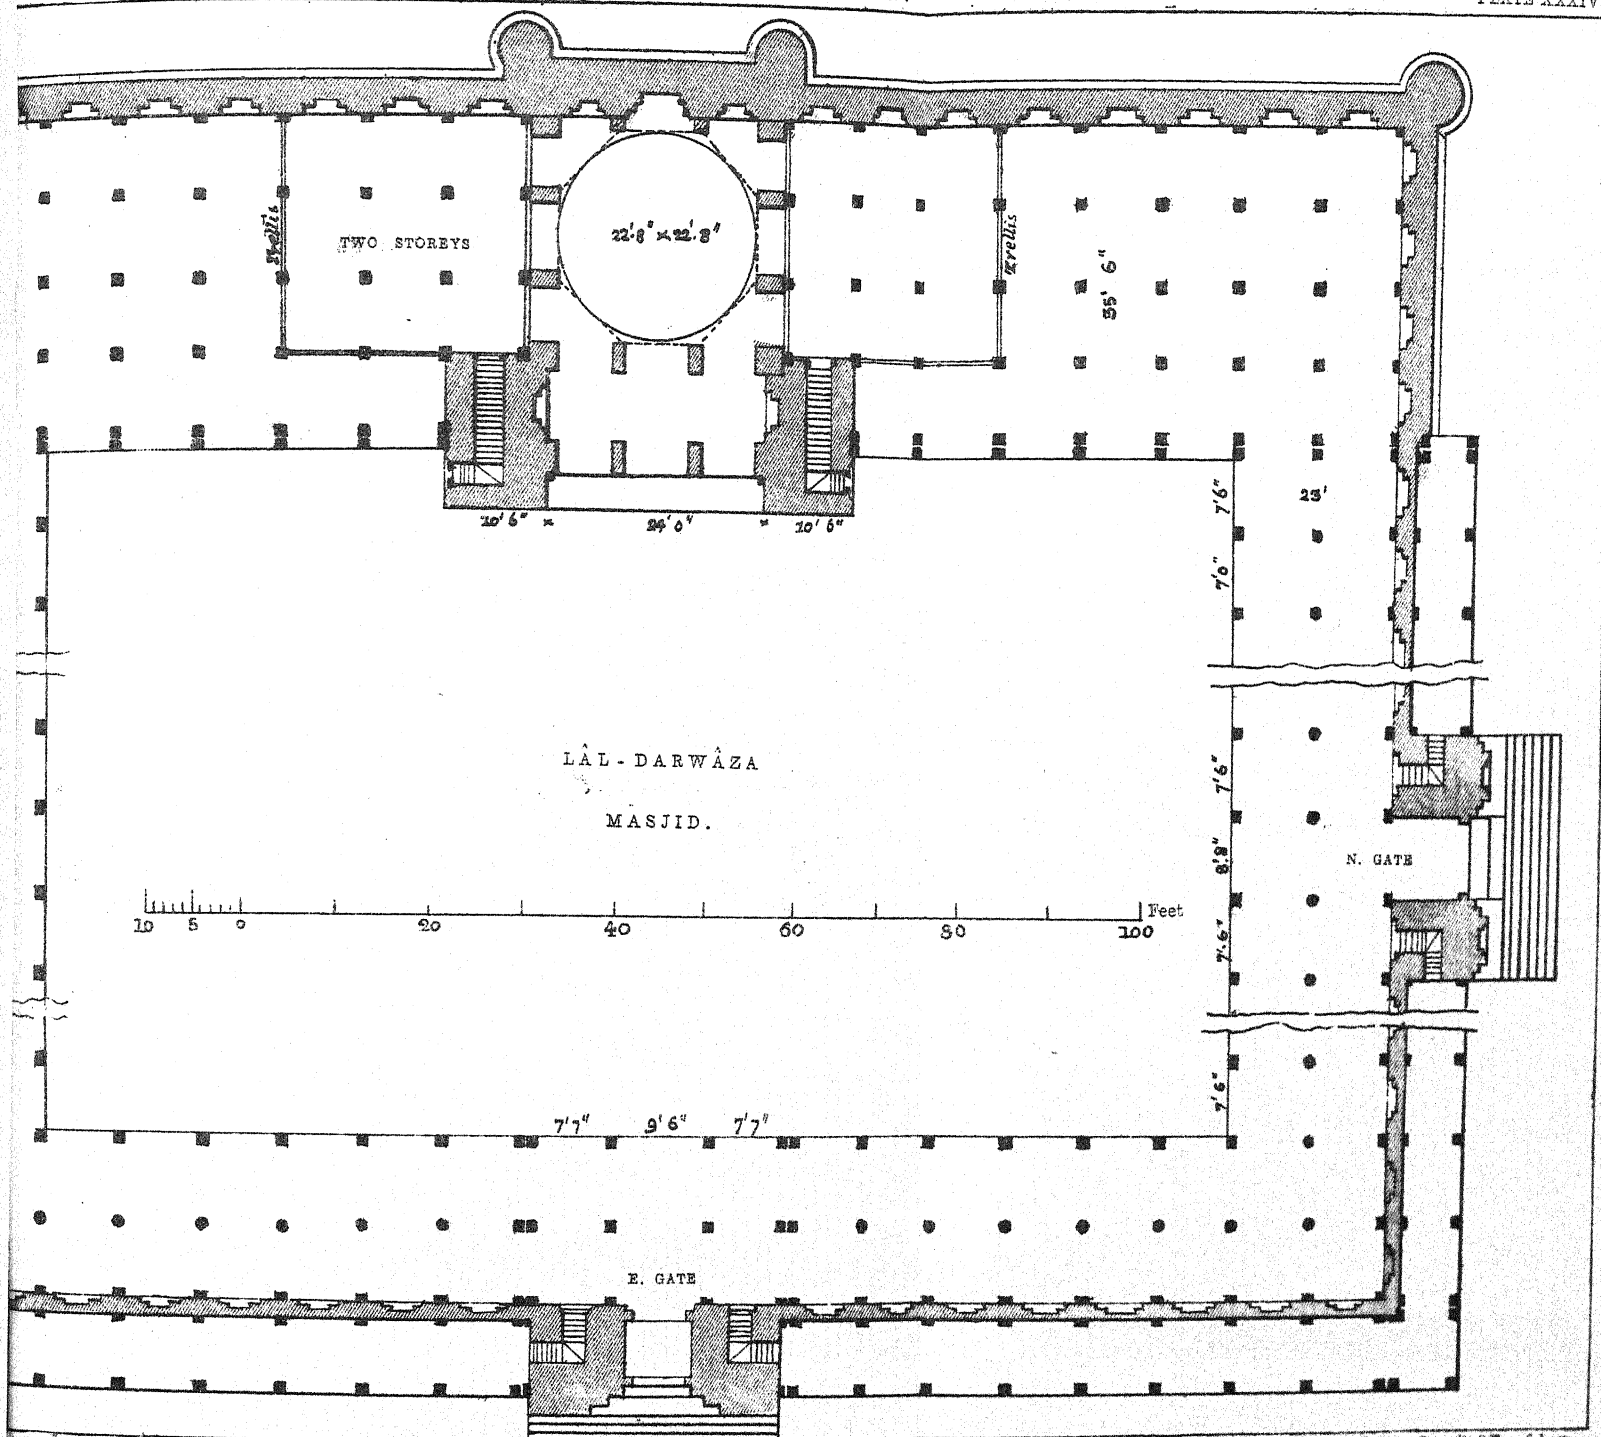 PLATE XXXIV
Trellis
TWO STOREYS
22'.8" x 22'.8"
Trellis
35' 6"
10' 6" x 24' 0" x 10' 6"
7'6"
23'
7'0"
LÂL-DARWÂZA
MASJID.
7'6"
8'.8"
N. GATE
7'.6"
10 5 0 20 40 60 80 100 Feet
7'6"
7'7" 9'6" 7'7"
E. GATE